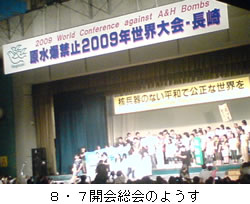 2009 World Conference against A&H Bombs
原水爆禁止2009年世界大会・長崎
核兵器のない平和で公正な世界を
８・７開会総会のようす